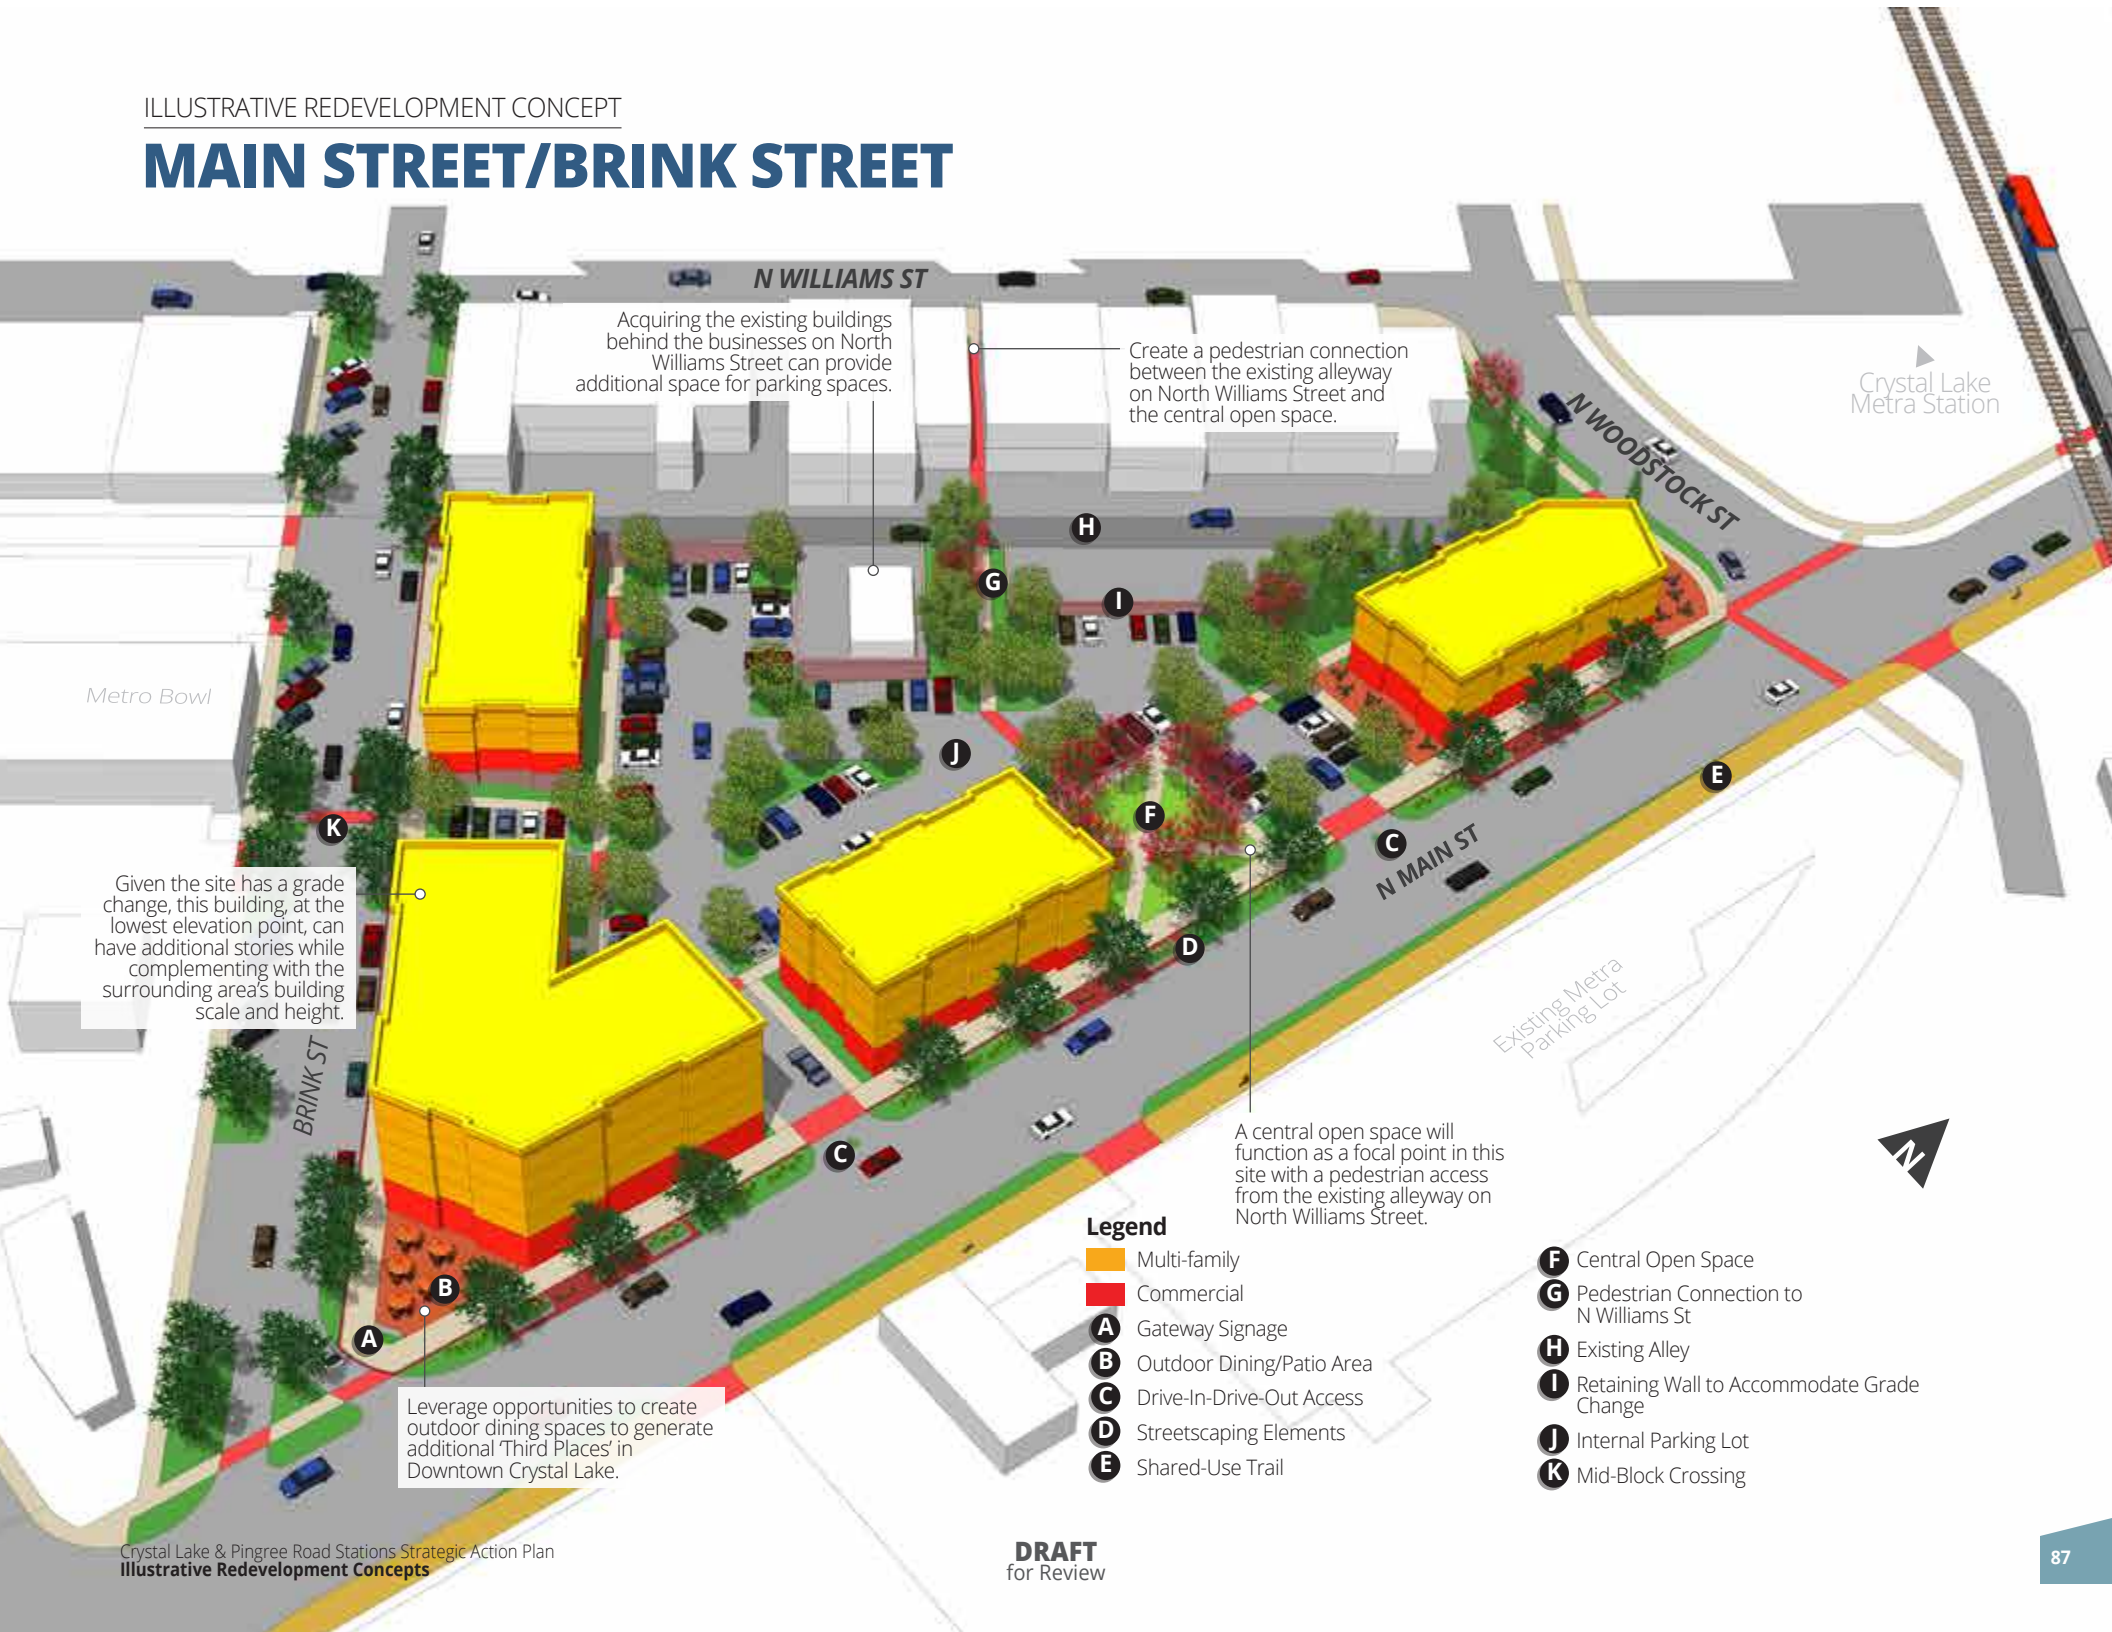 ILLUSTRATIVE REDEVELOPMENT CONCEPT
MAIN STREET/BRINK STREET
N WILLIAMS ST
Acquiring the existing buildings
behind the businesses on North
Williams Street can provide
additional space for parking spaces.
Create a pedestrian connection
between the existing alleyway
on North Williams Street and
the central open space.
Crystal Lake
Metra Station
N WOODSTOCK ST
H
G
I
Metro Bowl
J
E
F
K
C
N MAIN ST
Given the site has a grade
change, this building, at the
lowest elevation point, can
have additional stories while
complementing with the
surrounding area's building
scale and height.
D
Existing Metra
Parking Lot
BRINK ST
C
A central open space will
function as a focal point in this
site with a pedestrian access
from the existing alleyway on
North Williams Street.
N
B
A
Leverage opportunities to create
outdoor dining spaces to generate
additional 'Third Places' in
Downtown Crystal Lake.
Legend
Multi-family
Commercial
A Gateway Signage
B Outdoor Dining/Patio Area
C Drive-In-Drive-Out Access
D Streetscaping Elements
E Shared-Use Trail
F Central Open Space
G Pedestrian Connection to
N Williams St
H Existing Alley
I Retaining Wall to Accommodate Grade
Change
J Internal Parking Lot
K Mid-Block Crossing
Crystal Lake & Pingree Road Stations Strategic Action Plan
Illustrative Redevelopment Concepts
DRAFT
for Review
87